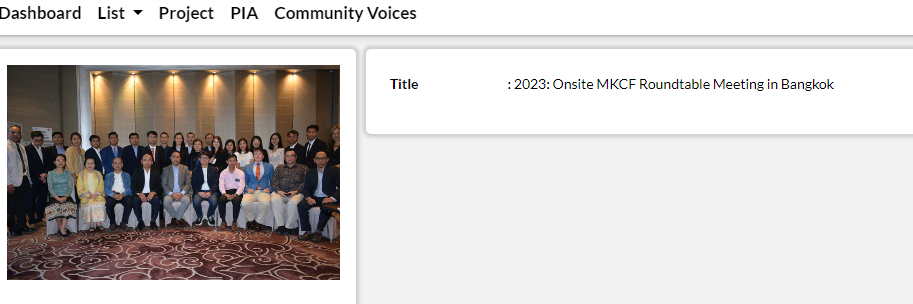 Dashboard List Project PIA Community Voices
Title : 2023: Onsite MKCF Roundtable Meeting in Bangkok